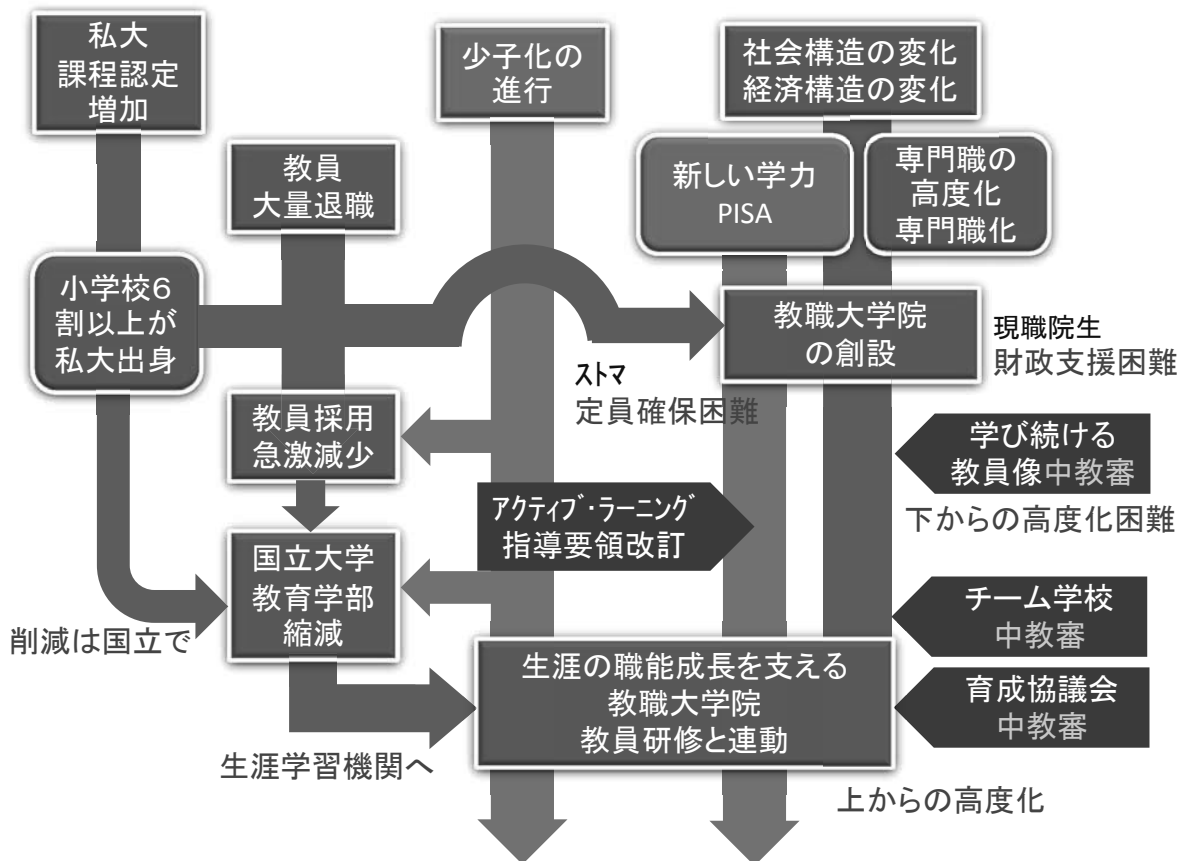 私大
課程認定
増加
少子化の
進行
社会構造の変化
経済構造の変化
教員
大量退職
新しい学力
PISA
専門職の
高度化
専門職化
小学校6
割以上が
私大出身
教職大学院
の創設
現職院生
財政支援困難
ストマ
定員確保困難
教員採用
急激減少
学び続ける
教員像中教審
下からの高度化困難
アクティブ・ラーニング
指導要領改訂
国立大学
教育学部
縮減
削減は国立で
チーム学校
中教審
生涯の職能成長を支える
教職大学院
教員研修と連動
育成協議会
中教審
生涯学習機関へ
上からの高度化